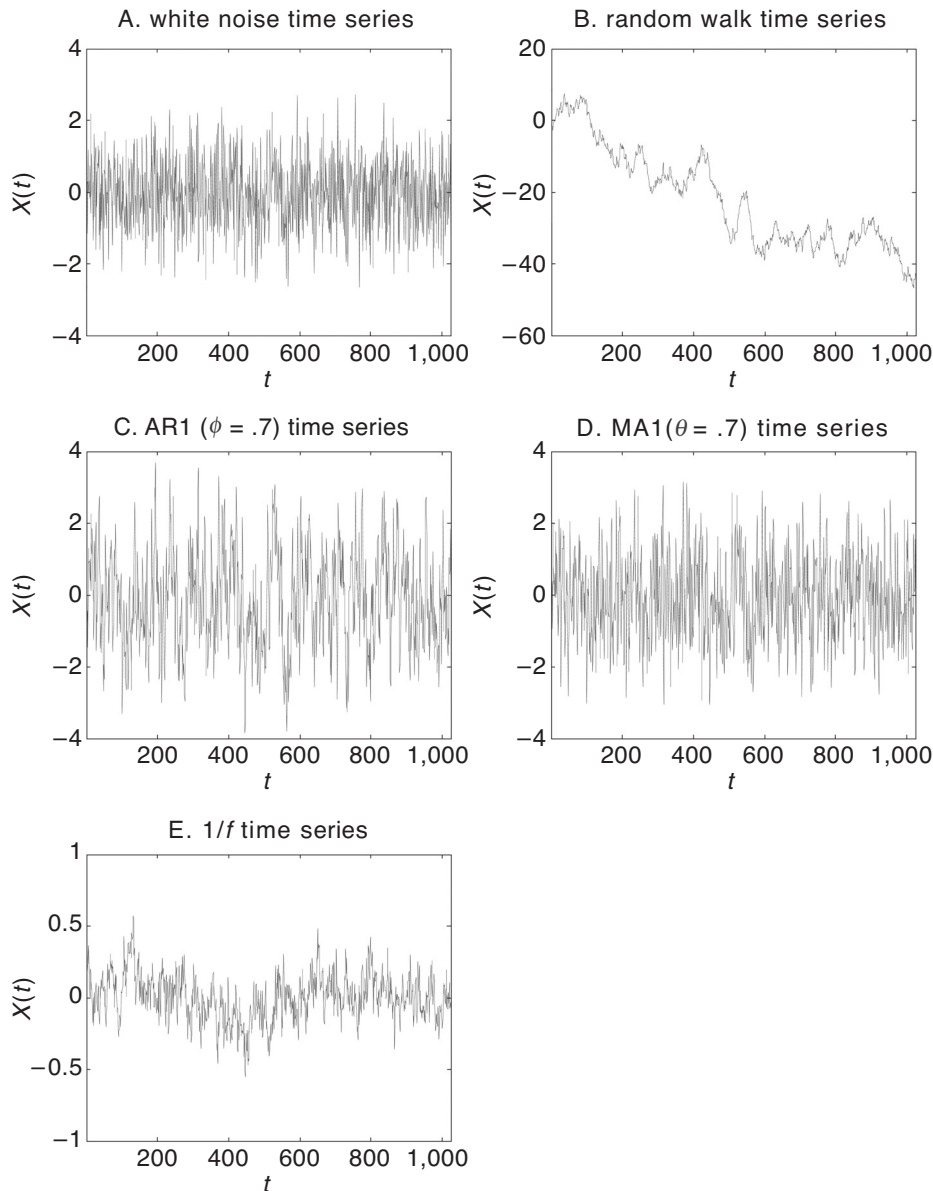 A. white noise time series
4
2
0
−2
−4
X(t)
200 400 600 800 1,000
t
B. random walk time series
20
0
−20
−40
−60
X(t)
200 400 600 800 1,000
t
C. AR1 (ϕ = .7) time series
4
2
0
−2
−4
X(t)
200 400 600 800 1,000
t
D. MA1(θ = .7) time series
4
2
0
−2
−4
X(t)
200 400 600 800 1,000
t
E. 1/f time series
1
0.5
0
−0.5
−1
X(t)
200 400 600 800 1,000
t